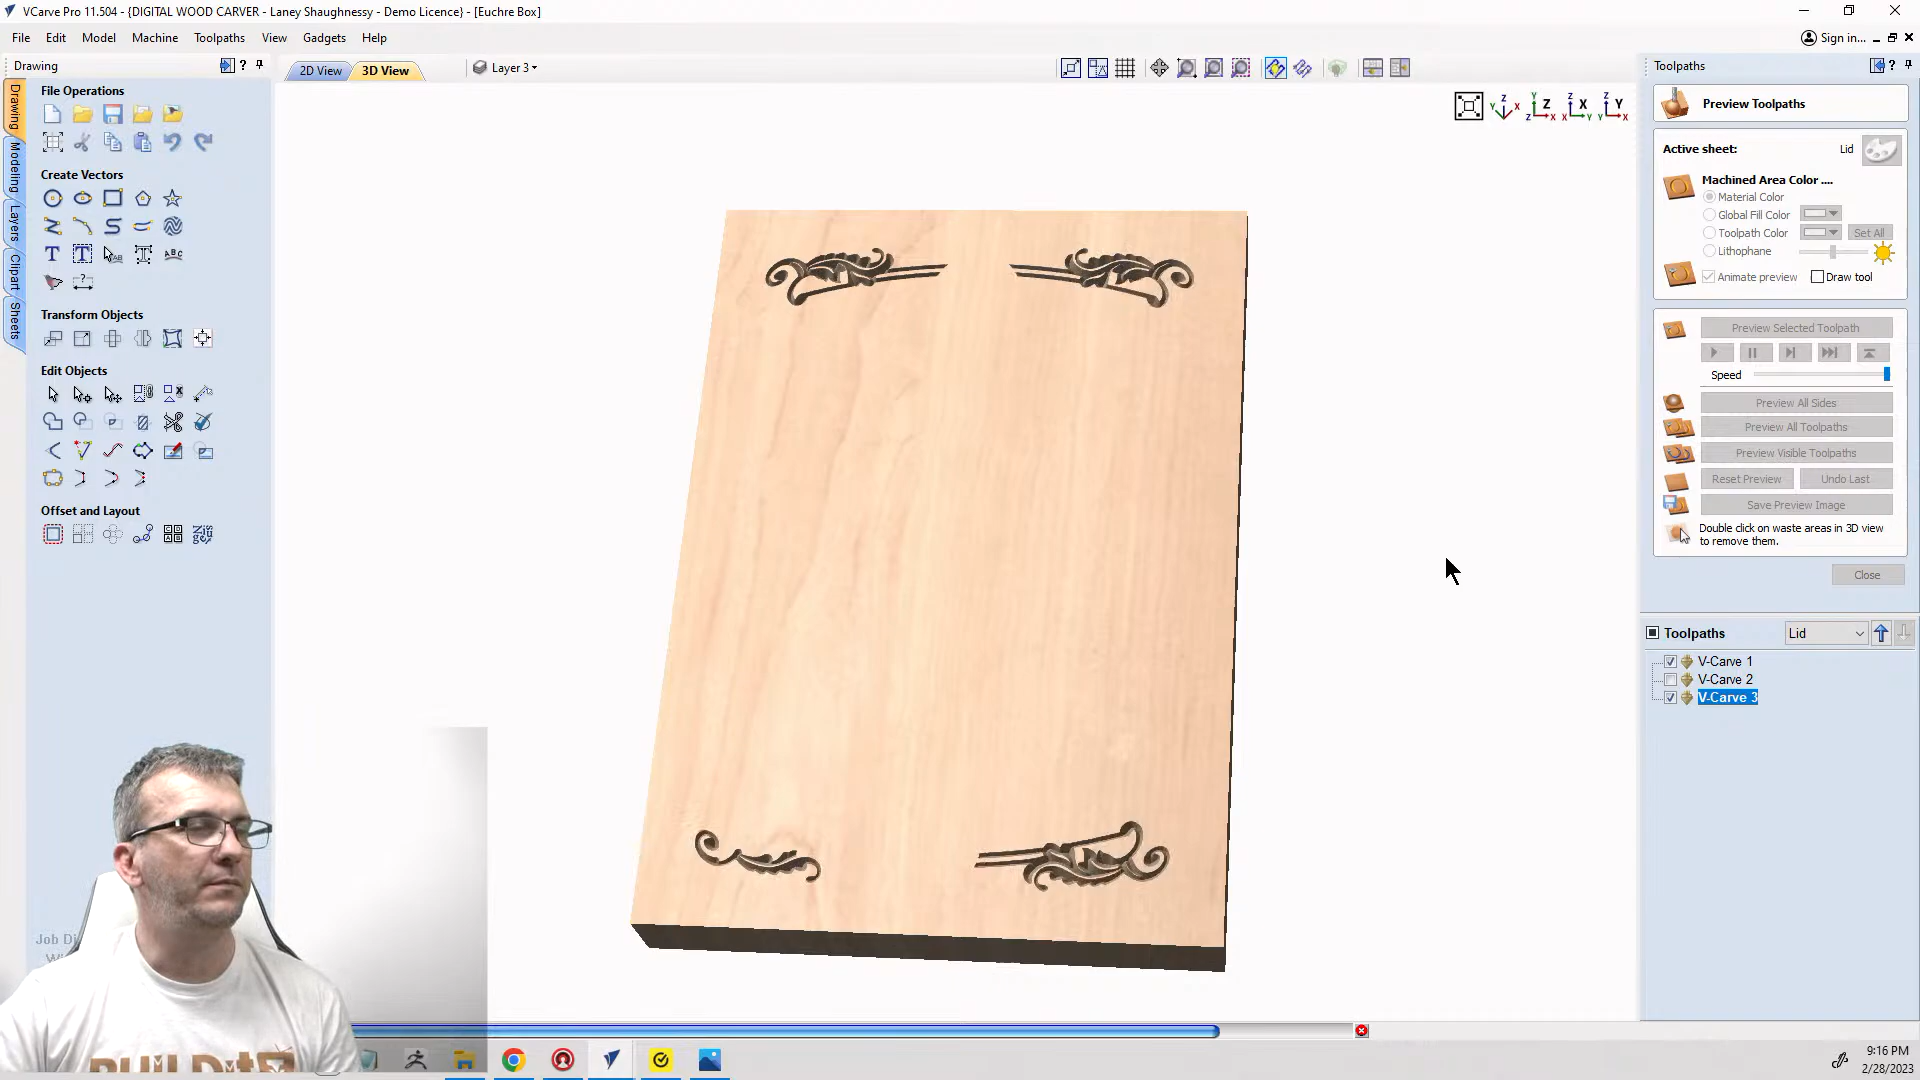 VCarve Pro 11.504 - {DIGITAL WOOD CARVER - Laney Shaughnessy - Demo Licence} - [Euchre Box]
File Edit Model Machine Toolpaths View Gadgets Help
Sign in...
Drawing
2D View
3D View
Layer 3
Toolpaths
Drawing
Modeling
Layers
Clipart
Sheets
File Operations
Create Vectors
Transform Objects
Edit Objects
Offset and Layout
Job Di
Preview Toolpaths
Active sheet: Lid
Machined Area Color ....
Material Color
Global Fill Color
Toolpath Color
Set All
Lithophane
Animate preview
Draw tool
Preview Selected Toolpath
Speed
Preview All Sides
Preview All Toolpaths
Preview Visible Toolpaths
Reset Preview
Undo Last
Save Preview Image
Double click on waste areas in 3D view
to remove them.
Close
Toolpaths
Lid
V-Carve 1
V-Carve 2
V-Carve 3
9:16 PM
2/28/2023